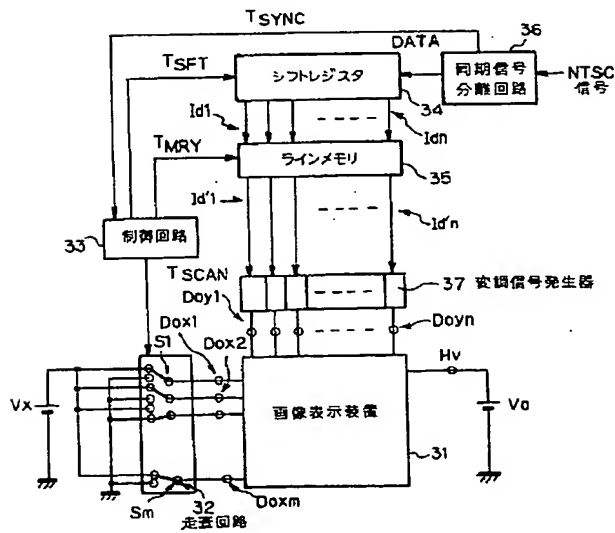 TSYNC
36
DATA
TSFT
シフトレジスタ
同期信号
分離回路
NTSC
信号
34
Id1
Idn
TMRY
ラインメモリ
35
Id'1
Id'n
33
制御回路
TSCAN
37 変調信号発生器
Doy1
Doyn
Dox1
S1
Dox2
Hv
Vx
画像表示装置
Va
31
Sm
32
走査回路
Doxm